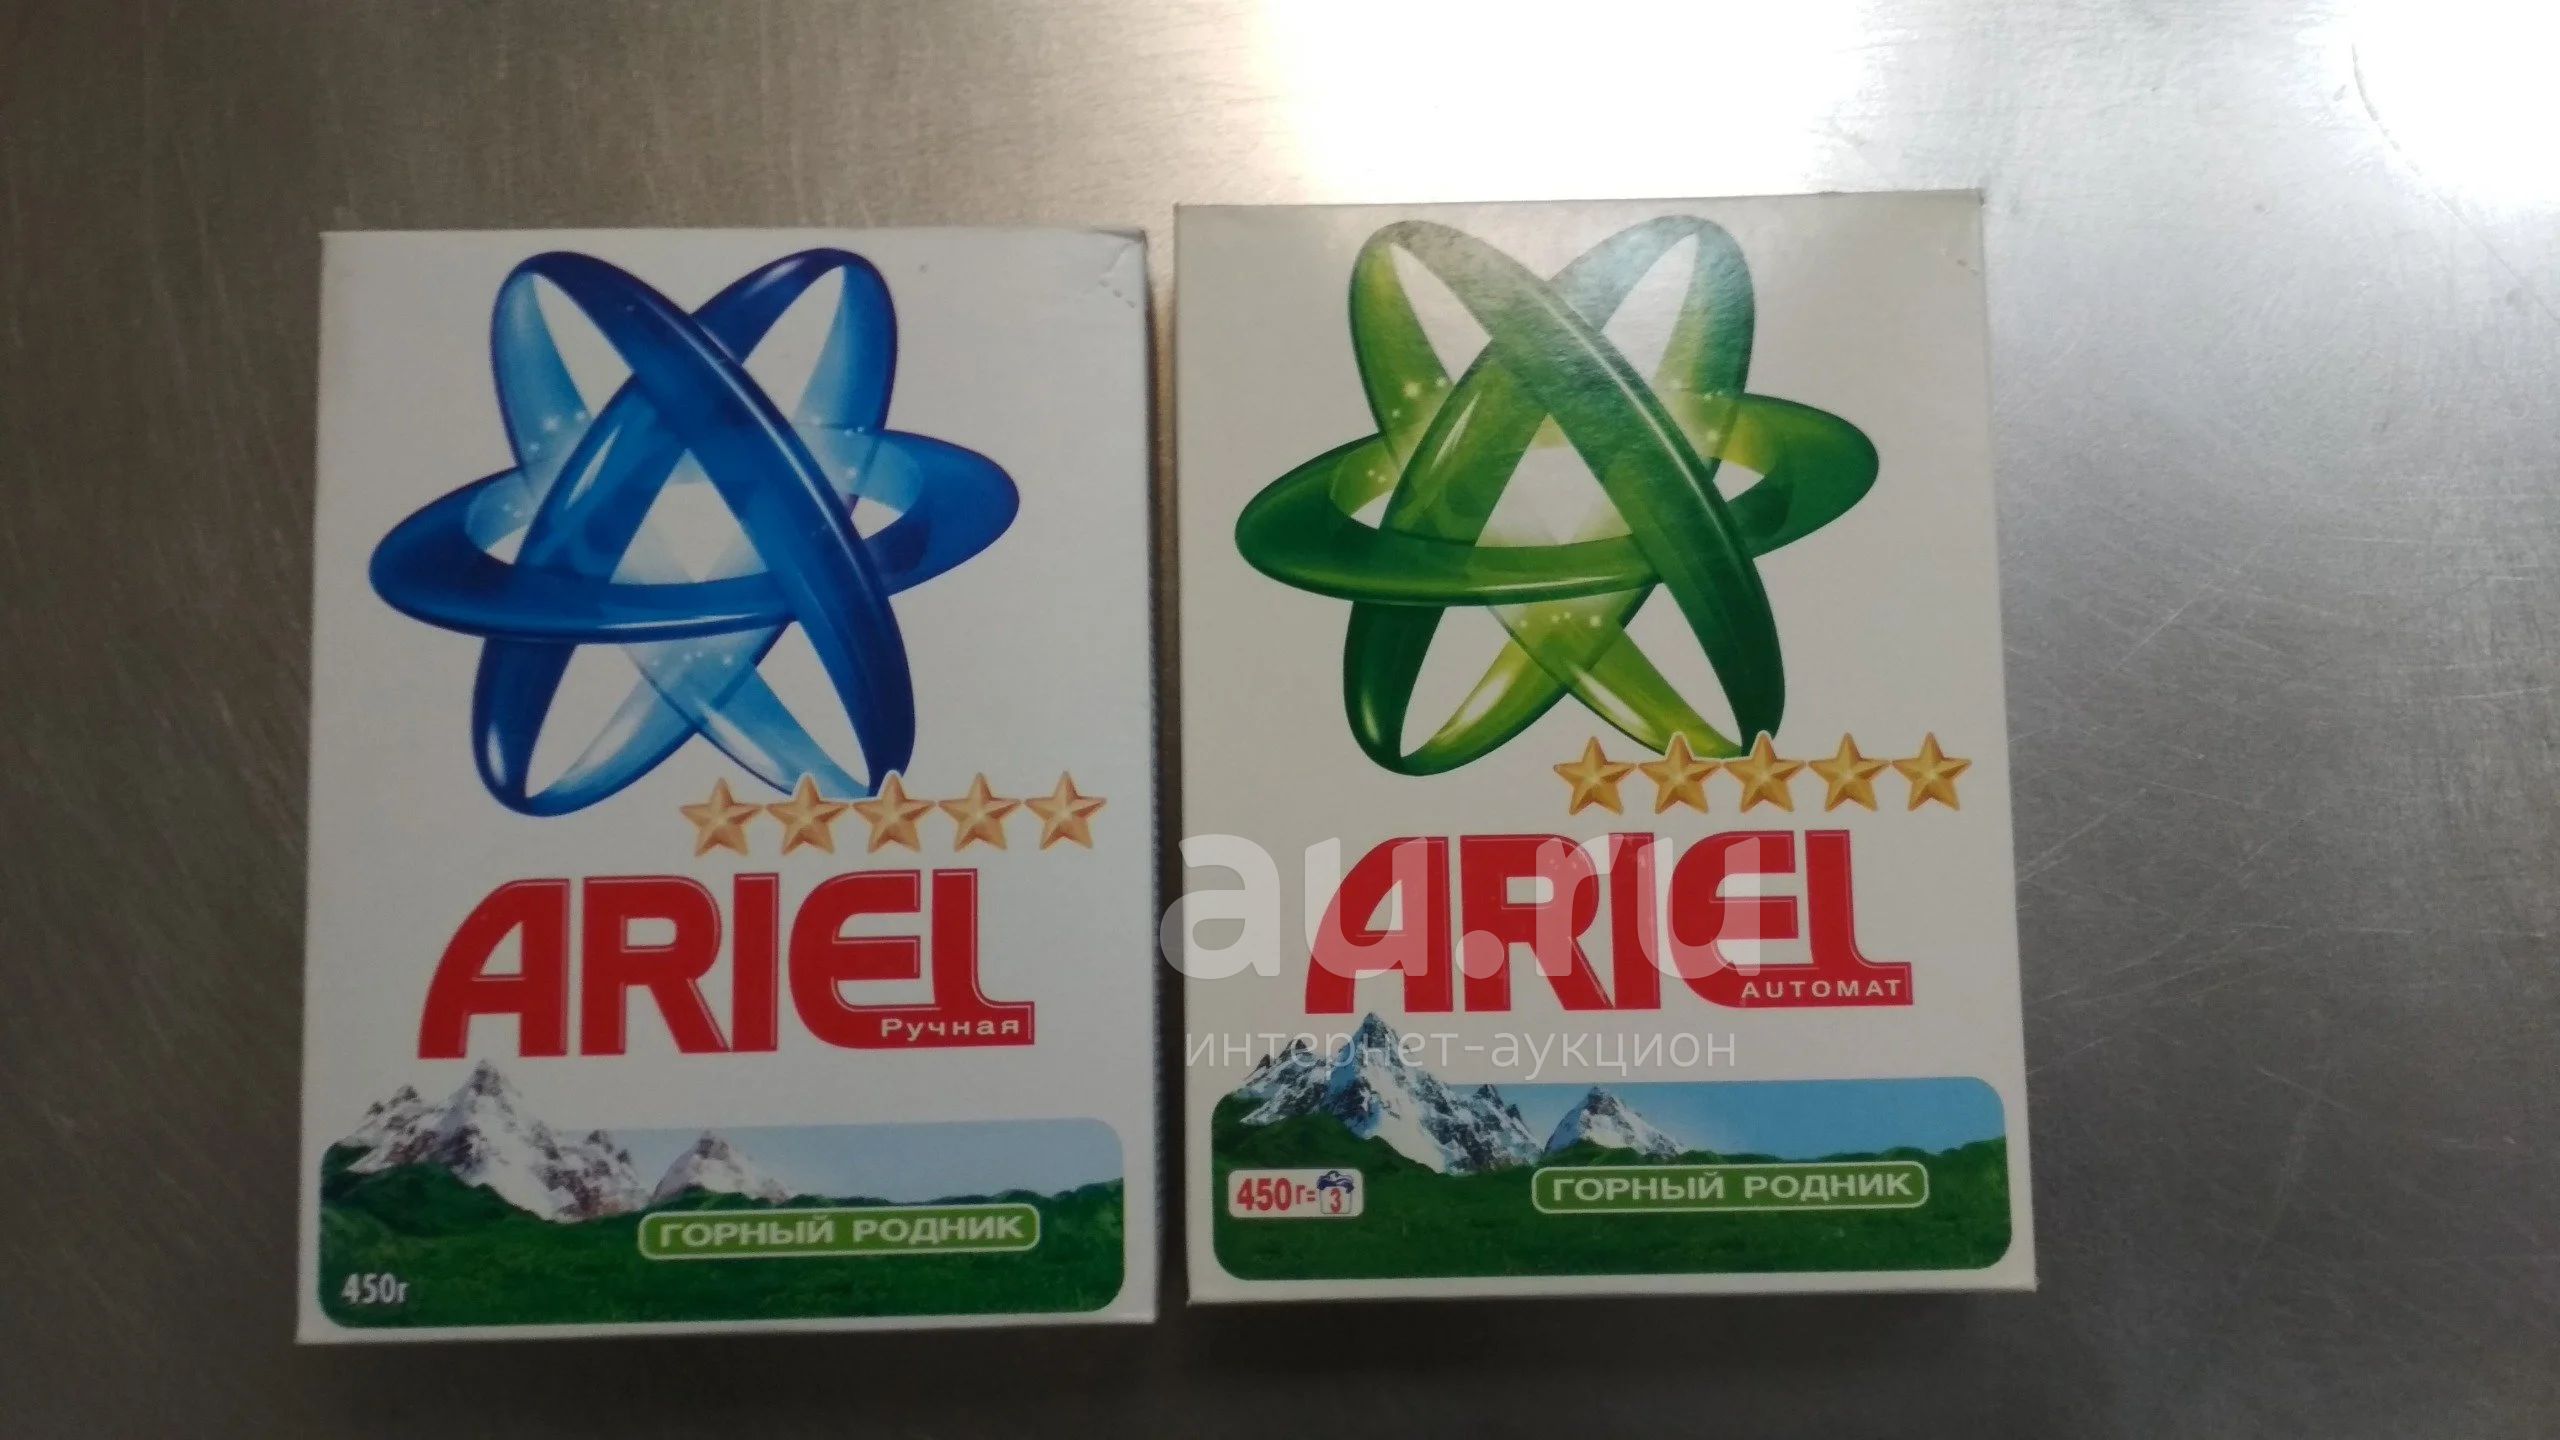 ARIEL
Ручная
ГОРНЫЙ РОДНИК
450г
ARIEL
AUTOMAT
450г=3
ГОРНЫЙ РОДНИК
au.ru
интернет-аукцион